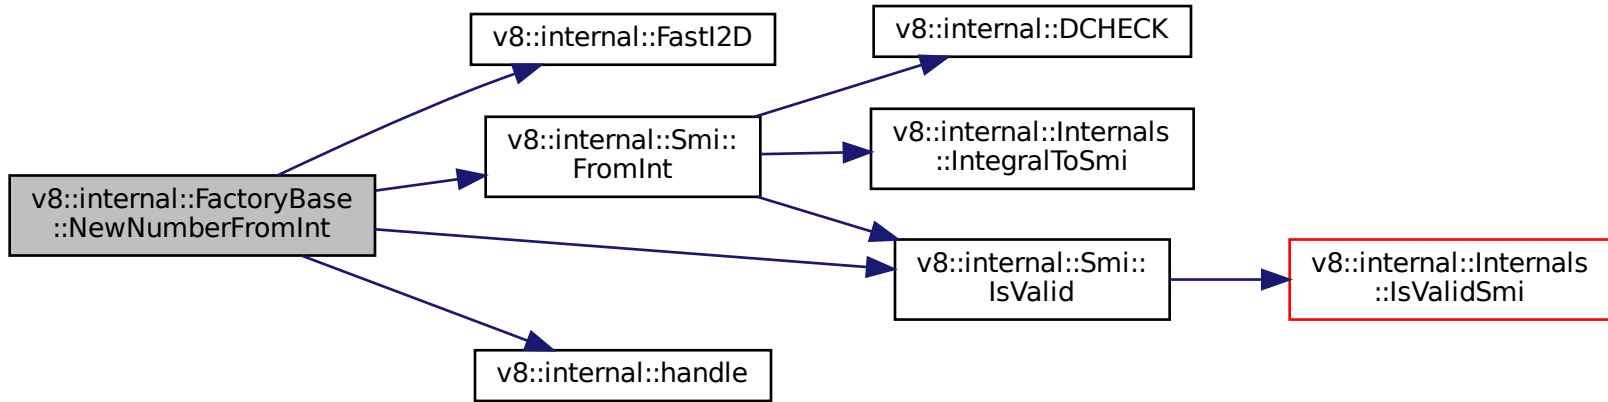 v8::internal::FastI2D
v8::internal::DCHECK
v8::internal::Smi::
FromInt
v8::internal::Internals
::IntegralToSmi
v8::internal::FactoryBase
::NewNumberFromInt
v8::internal::Smi::
IsValid
v8::internal::Internals
::IsValidSmi
v8::internal::handle